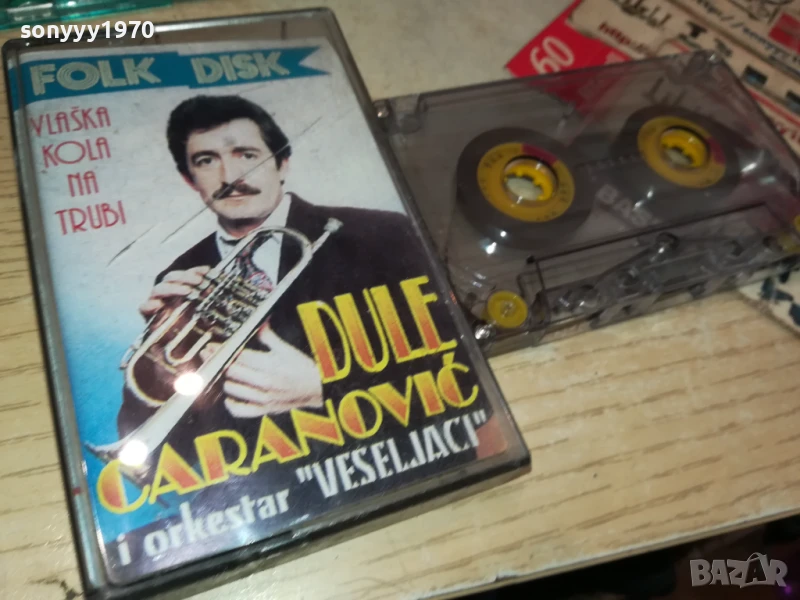 sonyyy1970
FOLK DISK
VLAŠKA
KOLA
NA
TRUBI
DULE
CARANOVIĆ
i orkestar "VESELJACI"
60
BAZAR